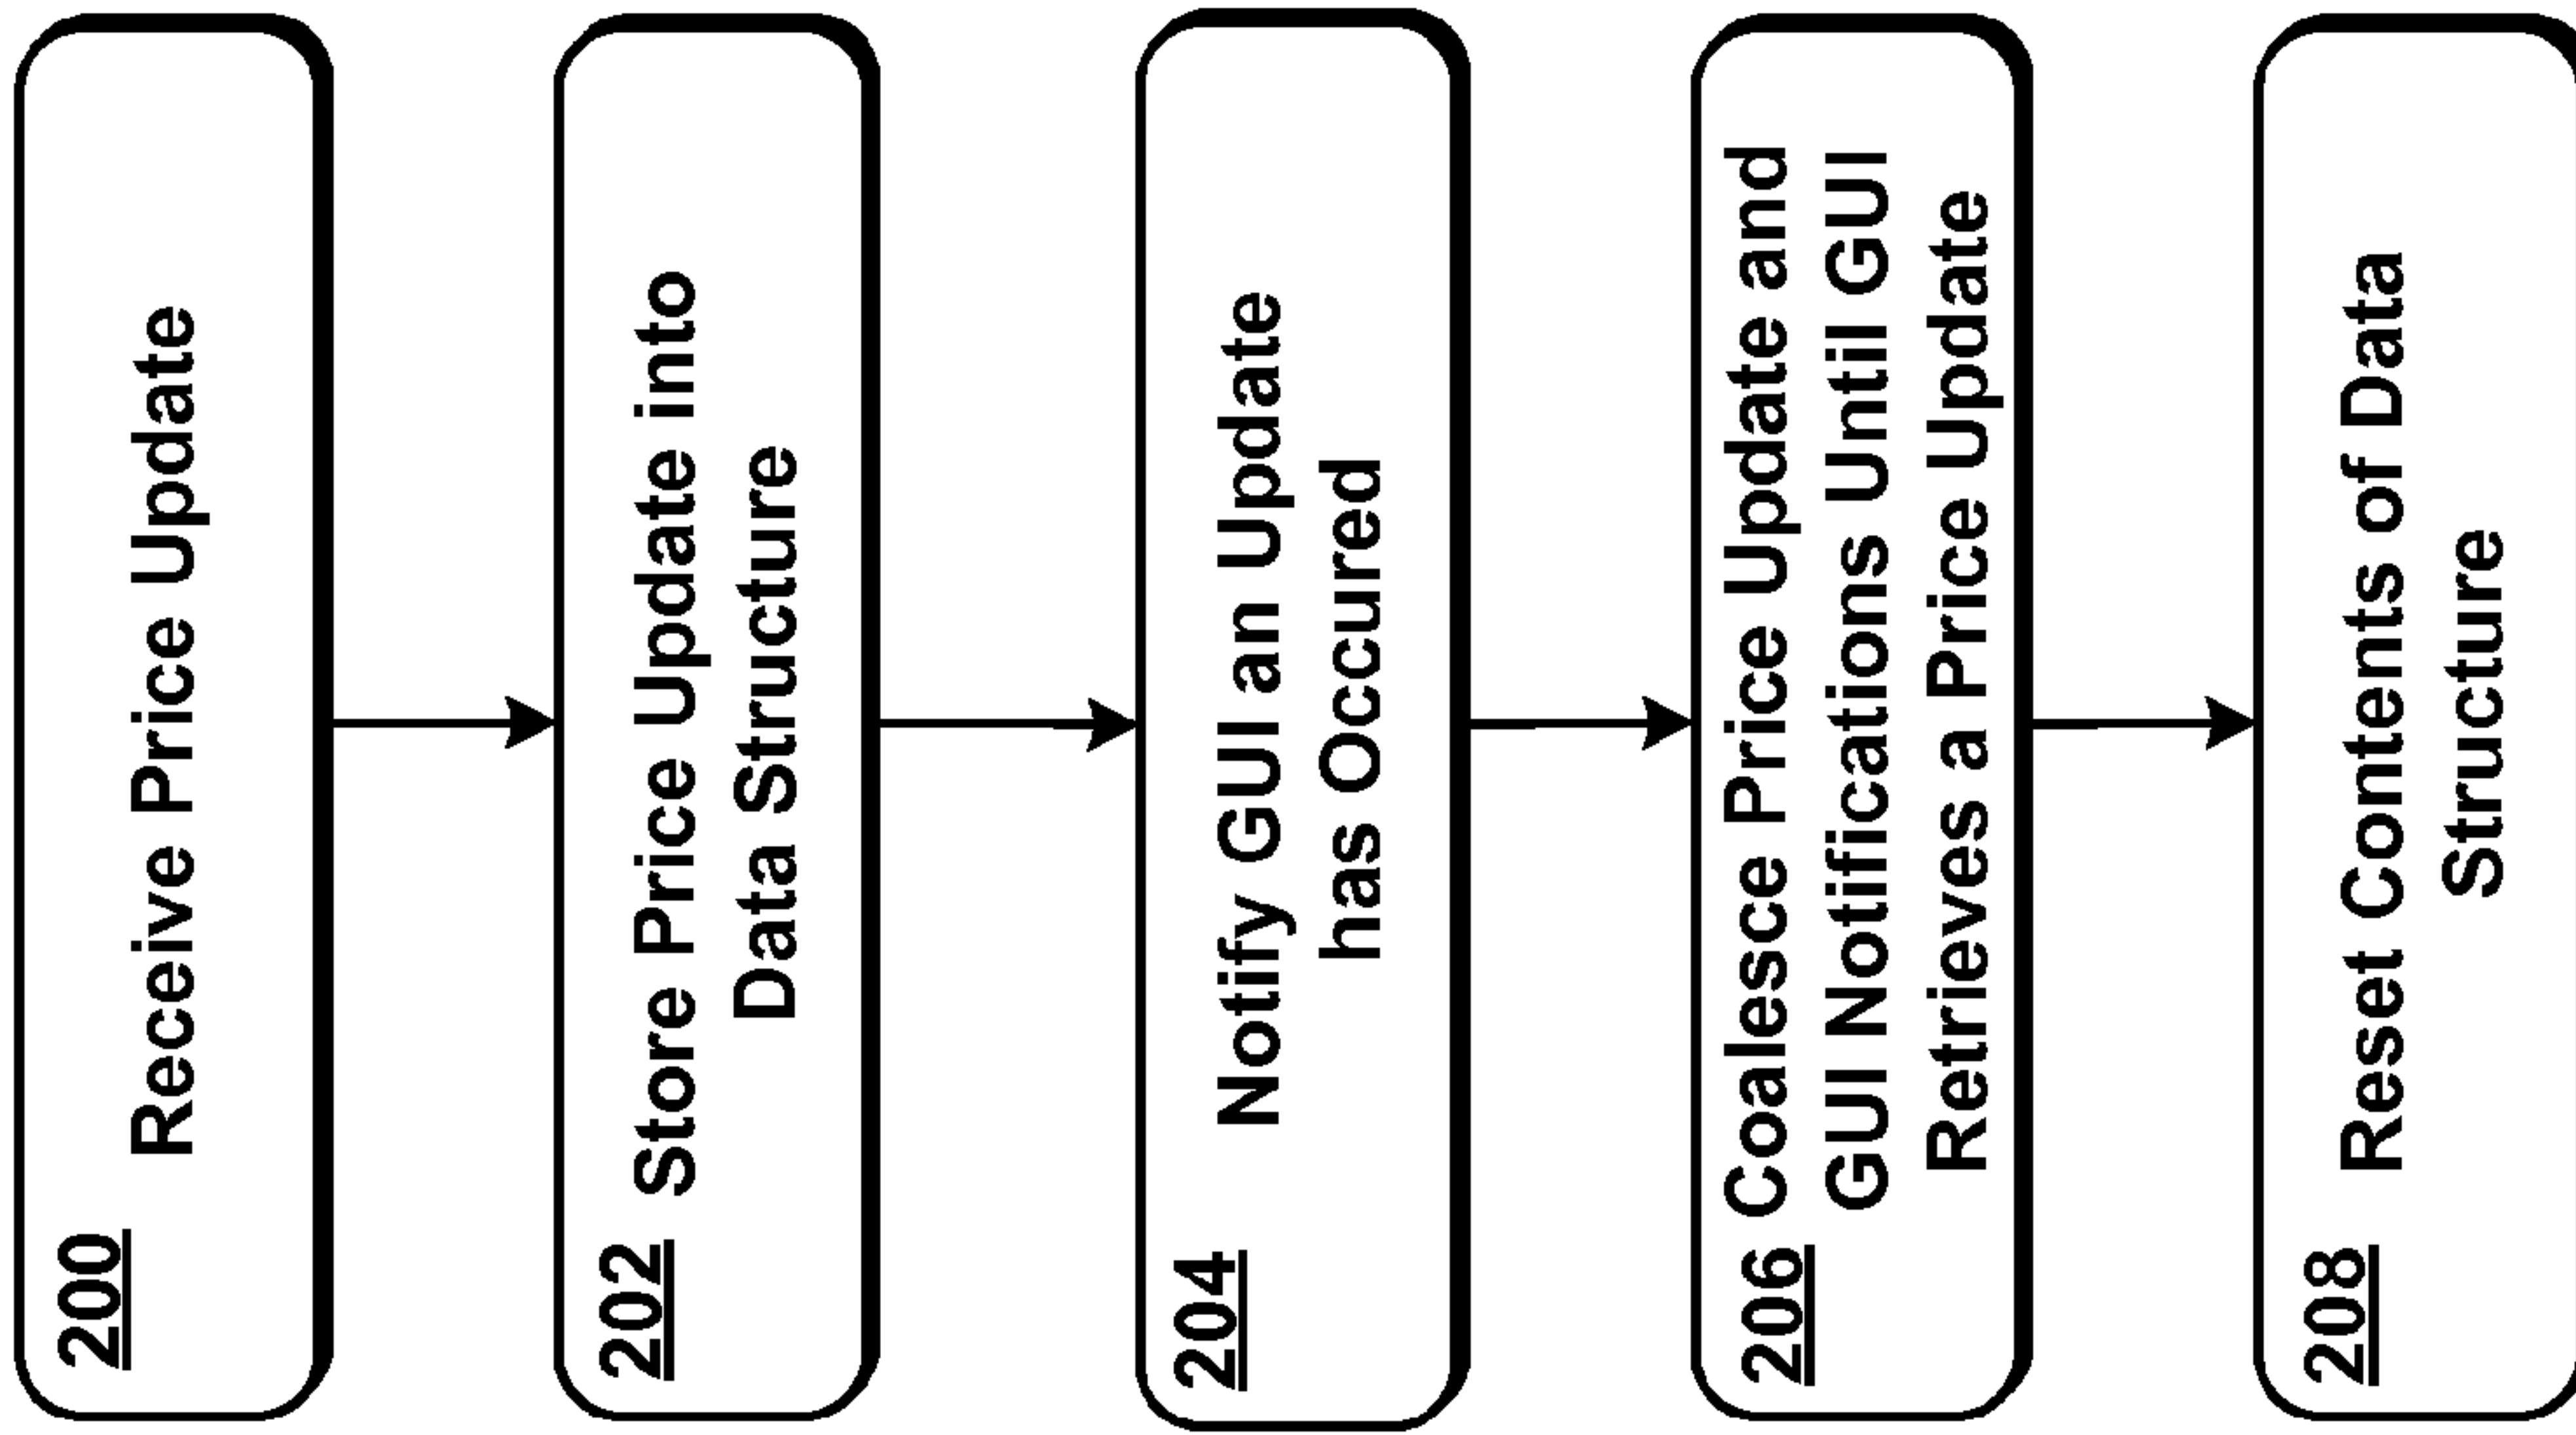 200
Receive Price Update
202
Store Price Update into
Data Structure
204
Notify GUI an Update
has Occured
206
Coalesce Price Update and
GUI Notifications Until GUI
Retrieves a Price Update
208
Reset Contents of Data
Structure